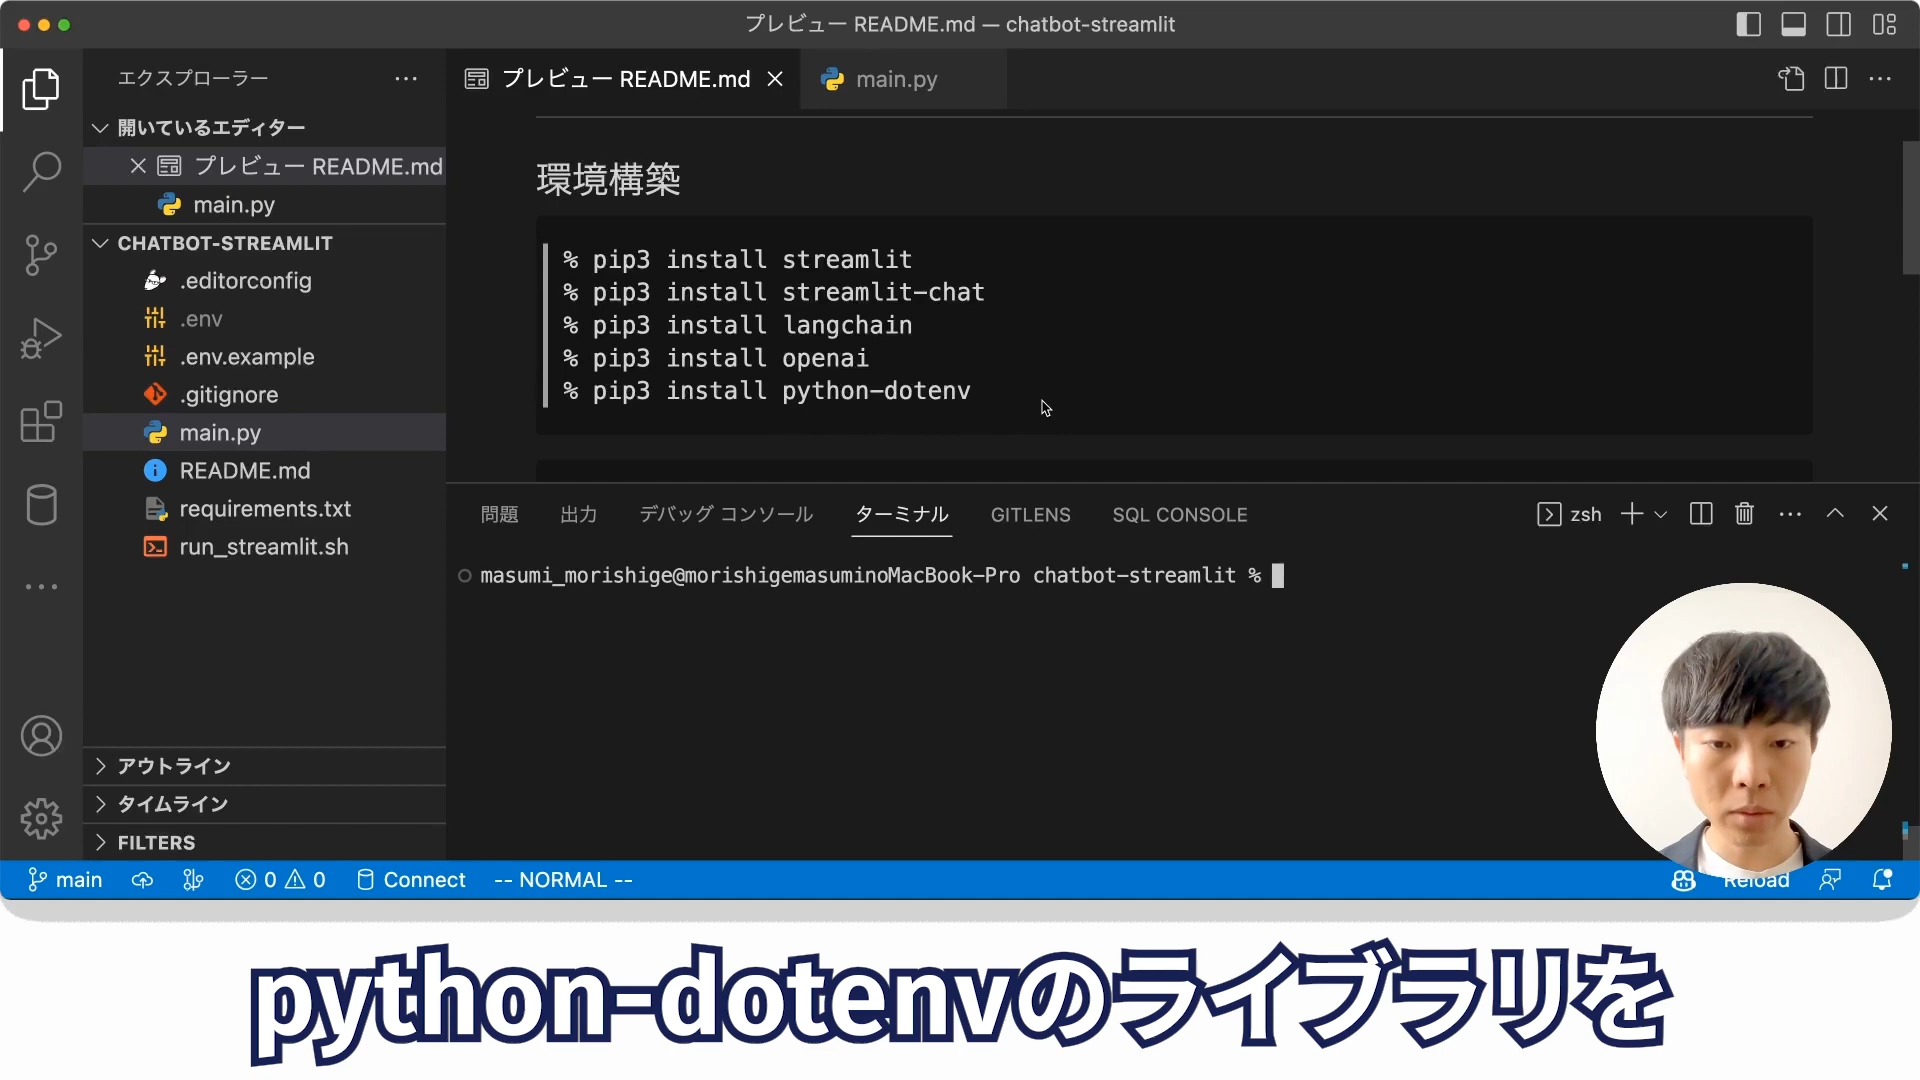 プレビュー README.md — chatbot-streamlit
エクスプローラー
プレビュー README.md
main.py
開いているエディター
プレビュー README.md
main.py
CHATBOT-STREAMLIT
.editorconfig
.env
.env.example
.gitignore
main.py
README.md
requirements.txt
run_streamlit.sh
アウトライン
タイムライン
FILTERS
環境構築
% pip3 install streamlit
% pip3 install streamlit-chat
% pip3 install langchain
% pip3 install openai
% pip3 install python-dotenv
問題 出力 デバッグ コンソール ターミナル GITLENS SQL CONSOLE
zsh
masumi_morishige@morishigemasuminoMacBook-Pro chatbot-streamlit %
main 0 0 Connect -- NORMAL --
Reload
python-dotenvのライブラリを